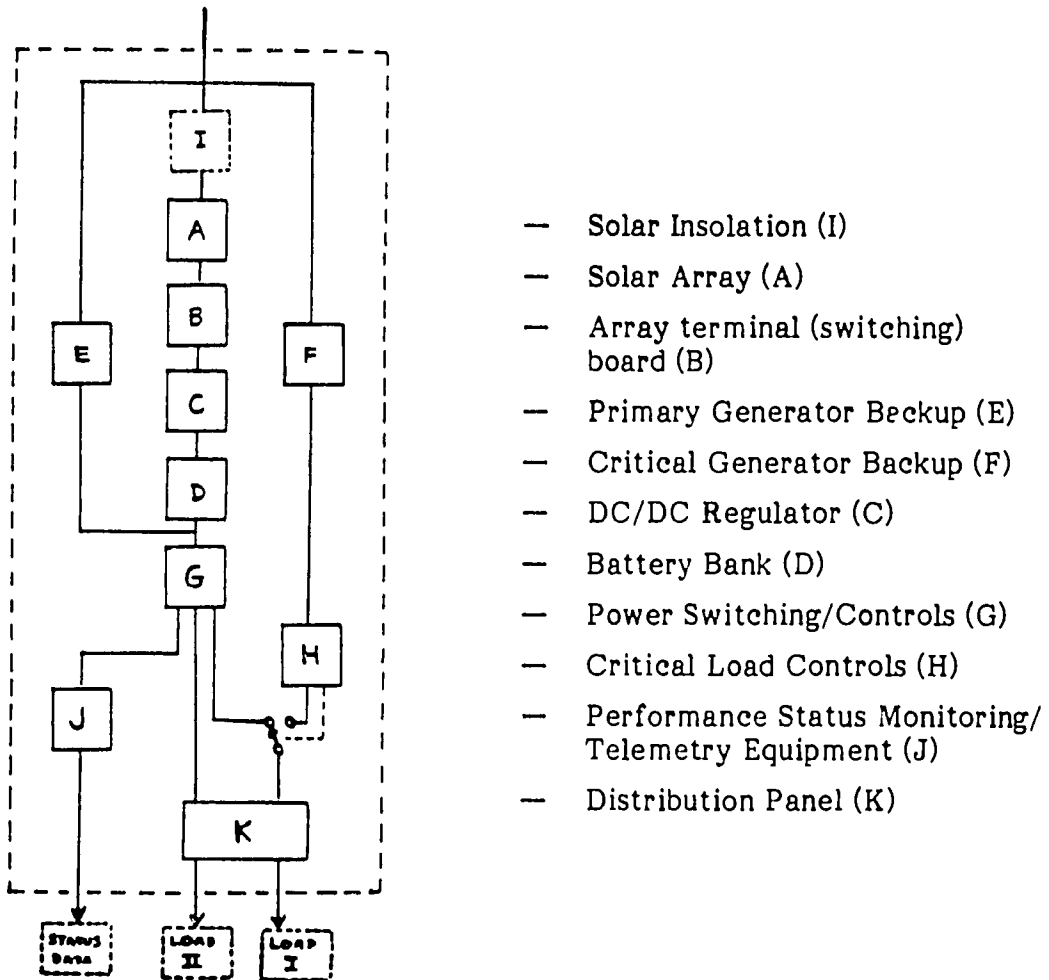 I
A
B
E
F
C
D
G
H
J
K
STATUS
DATA
LOAD
II
LOAD
I
— Solar Insolation (I)
— Solar Array (A)
— Array terminal (switching)
board (B)
— Primary Generator Backup (E)
— Critical Generator Backup (F)
— DC/DC Regulator (C)
— Battery Bank (D)
— Power Switching/Controls (G)
— Critical Load Controls (H)
— Performance Status Monitoring/
Telemetry Equipment (J)
— Distribution Panel (K)